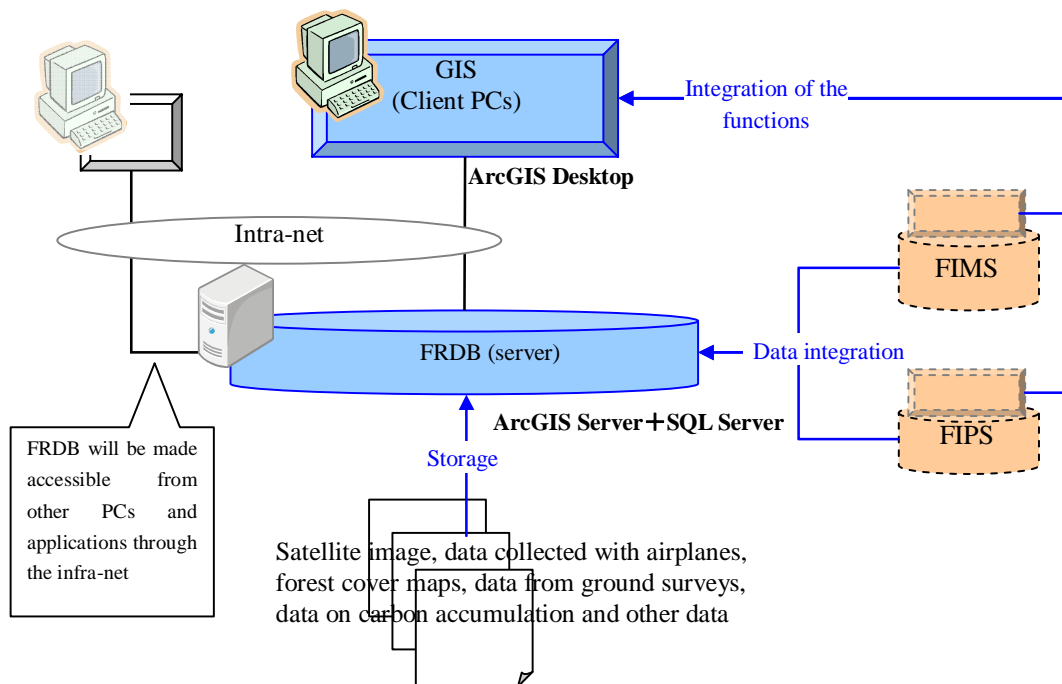 GIS
(Client PCs)
Integration of the
functions
ArcGIS Desktop
Intra-net
FIMS
FRDB (server)
Data integration
ArcGIS Server＋SQL Server
FIPS
FRDB will be made
accessible from
other PCs and
applications through
the infra-net
Storage
Satellite image, data collected with airplanes,
forest cover maps, data from ground surveys,
data on carbon accumulation and other data